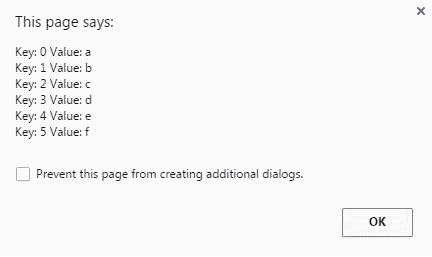 This page says:
Key: 0 Value: a
Key: 1 Value: b
Key: 2 Value: c
Key: 3 Value: d
Key: 4 Value: e
Key: 5 Value: f
Prevent this page from creating additional dialogs.
OK